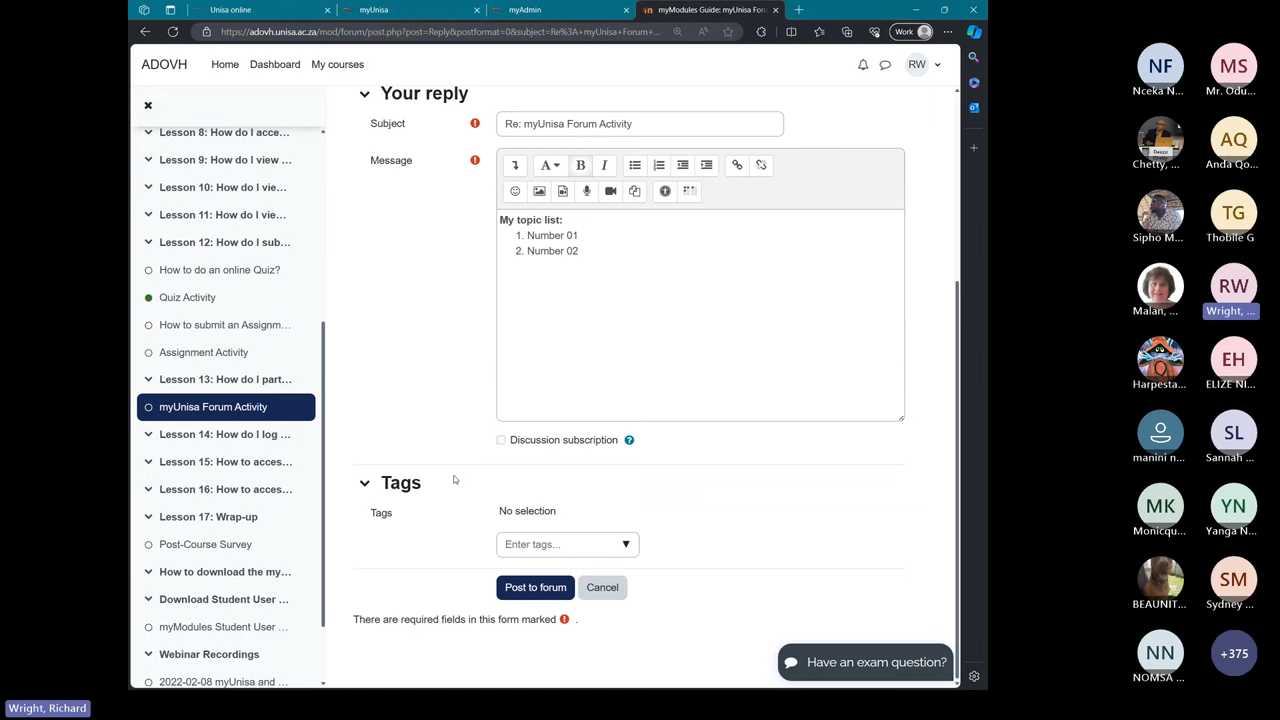 Unisa online
myUnisa
myAdmin
myModules Guide: myUnisa Foru
https://adovh.unisa.ac.za/mod/forum/post.php?post=Reply&postformat=0&subject=Re%3A+myUnisa+Forum+...
Work
ADOVH
Home
Dashboard
My courses
RW
Lesson 8: How do I acce...
Lesson 9: How do I view ...
Lesson 10: How do I vie...
Lesson 11: How do I vie...
Lesson 12: How do I sub...
How to do an online Quiz?
Quiz Activity
How to submit an Assignm...
Assignment Activity
Lesson 13: How do I part...
myUnisa Forum Activity
Lesson 14: How do I log ...
Lesson 15: How to acces...
Lesson 16: How to acces...
Lesson 17: Wrap-up
Post-Course Survey
How to download the my...
Download Student User ...
myModules Student User ...
Webinar Recordings
2022-02-08 myUnisa and ...
Your reply
Subject
Re: myUnisa Forum Activity
Message
My topic list:
1. Number 01
2. Number 02
Discussion subscription
Tags
Tags
No selection
Enter tags...
Post to forum
Cancel
There are required fields in this form marked .
Have an exam question?
NF
Nceka N...
MS
Mr. Odu...
Chetty, ...
AQ
Anda Qo...
Sipho M...
TG
Thobile G
Malan, ...
RW
Wright, ...
Harpesta...
EH
ELIZE NI...
manini n...
SL
Sannah ...
MK
Monicqu...
YN
Yanga N...
BEAUNIT...
SM
Sydney ...
NN
NOMSA ...
+375
Wright, Richard